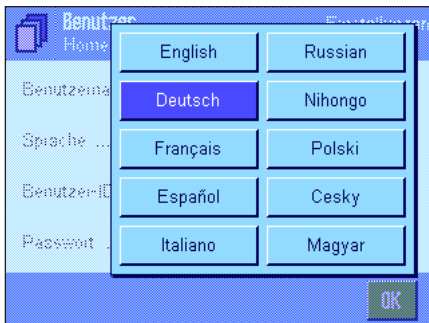 Benutzer
Home
Benutzerna
Sprache ...
Benutzer-ID
Passwort .
English
Russian
Deutsch
Nihongo
Français
Polski
Español
Cesky
Italiano
Magyar
OK